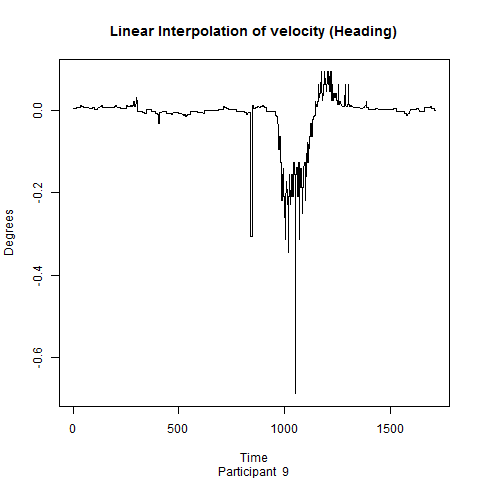 Linear Interpolation of velocity (Heading)
0.0
-0.2
-0.4
-0.6
Degrees
0 500 1000 1500
Time
Participant 9